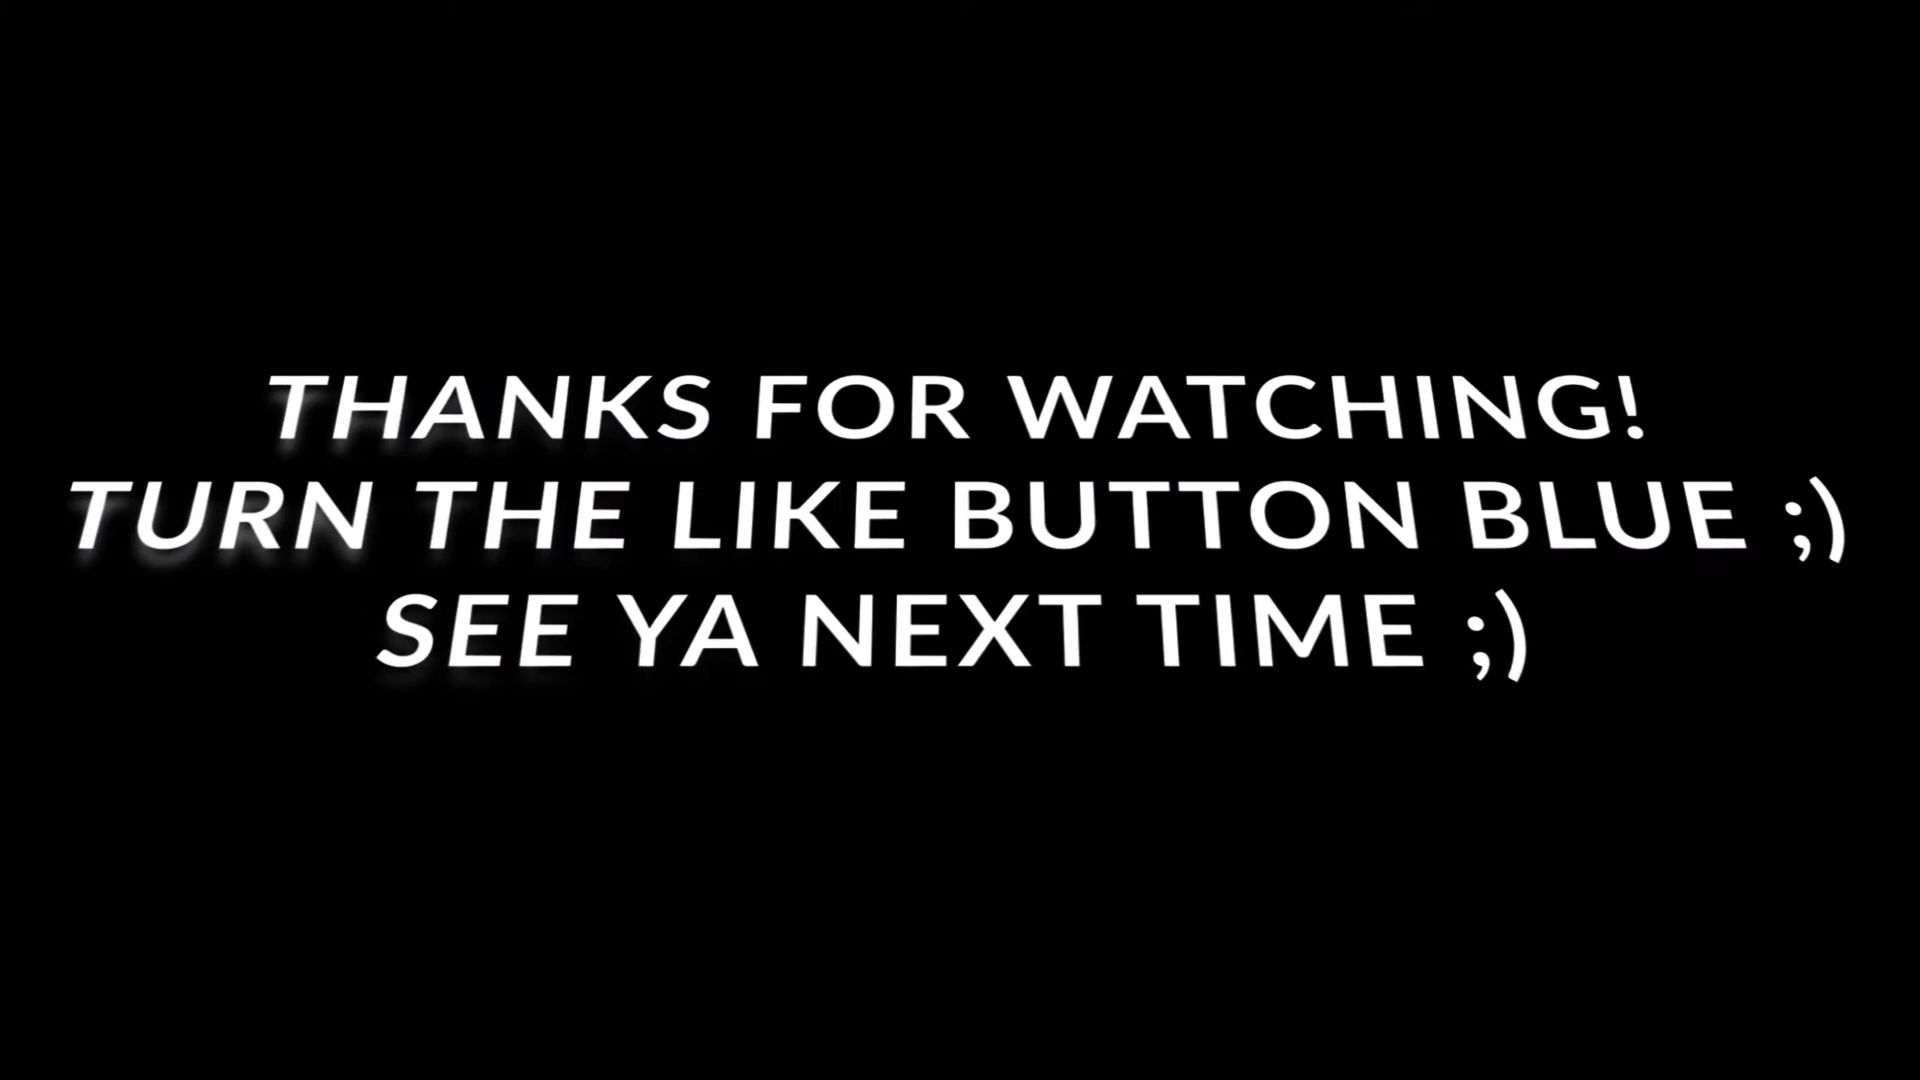 THANKS FOR WATCHING!
TURN THE LIKE BUTTON BLUE ;)
SEE YA NEXT TIME ;)